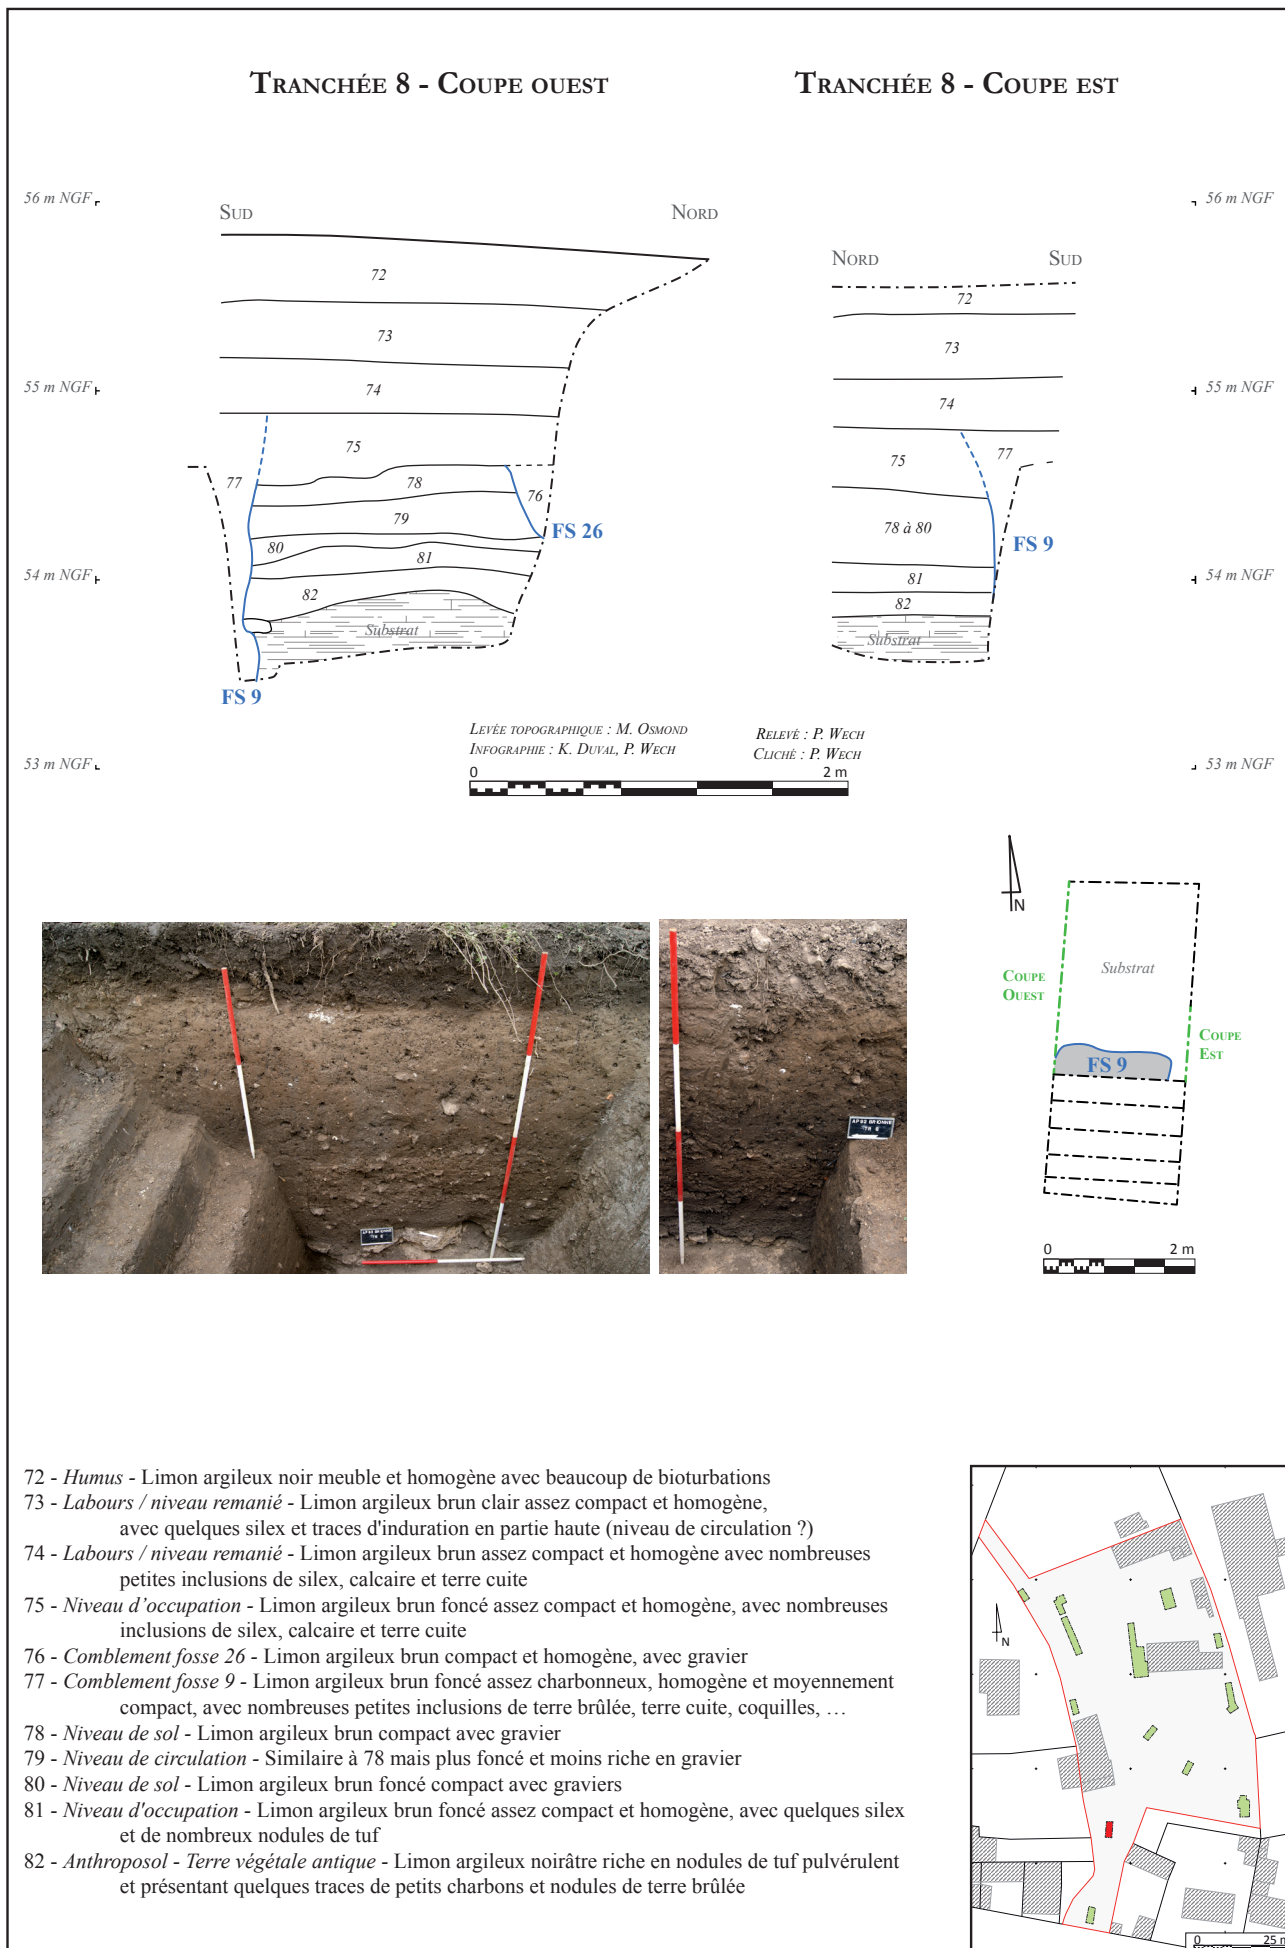 TRANCHÉE 8 - COUPE OUEST
TRANCHÉE 8 - COUPE EST
56 m NGF
56 m NGF
SUD
NORD
NORD
SUD
72
72
73
73
55 m NGF
55 m NGF
74
74
75
75
77
77
78
76
79
FS 26
78 à 80
FS 9
80
81
54 m NGF
54 m NGF
81
82
82
Substrat
Substrat
FS 9
LEVÉE TOPOGRAPHIQUE : M. OSMOND
INFOGRAPHIE : K. DUVAL, P. WECH
RELEVÉ : P. WECH
CLICHÉ : P. WECH
53 m NGF
53 m NGF
0
2 m
N
COUPE
OUEST
Substrat
COUPE
EST
FS 9
AP 92 BRIONNE
TR 8
AP 92 BRIONNE
TR 8
0
2 m
72 - Humus - Limon argileux noir meuble et homogène avec beaucoup de bioturbations
73 - Labours / niveau remanié - Limon argileux brun clair assez compact et homogène,
avec quelques silex et traces d'induration en partie haute (niveau de circulation ?)
74 - Labours / niveau remanié - Limon argileux brun assez compact et homogène avec nombreuses
petites inclusions de silex, calcaire et terre cuite
75 - Niveau d’occupation - Limon argileux brun foncé assez compact et homogène, avec nombreuses
inclusions de silex, calcaire et terre cuite
76 - Comblement fosse 26 - Limon argileux brun compact et homogène, avec gravier
77 - Comblement fosse 9 - Limon argileux brun foncé assez charbonneux, homogène et moyennement
compact, avec nombreuses petites inclusions de terre brûlée, terre cuite, coquilles, …
78 - Niveau de sol - Limon argileux brun compact avec gravier
79 - Niveau de circulation - Similaire à 78 mais plus foncé et moins riche en gravier
80 - Niveau de sol - Limon argileux brun foncé compact avec graviers
81 - Niveau d'occupation - Limon argileux brun foncé assez compact et homogène, avec quelques silex
et de nombreux nodules de tuf
82 - Anthroposol - Terre végétale antique - Limon argileux noirâtre riche en nodules de tuf pulvérulent
et présentant quelques traces de petits charbons et nodules de terre brûlée
N
0
25 m